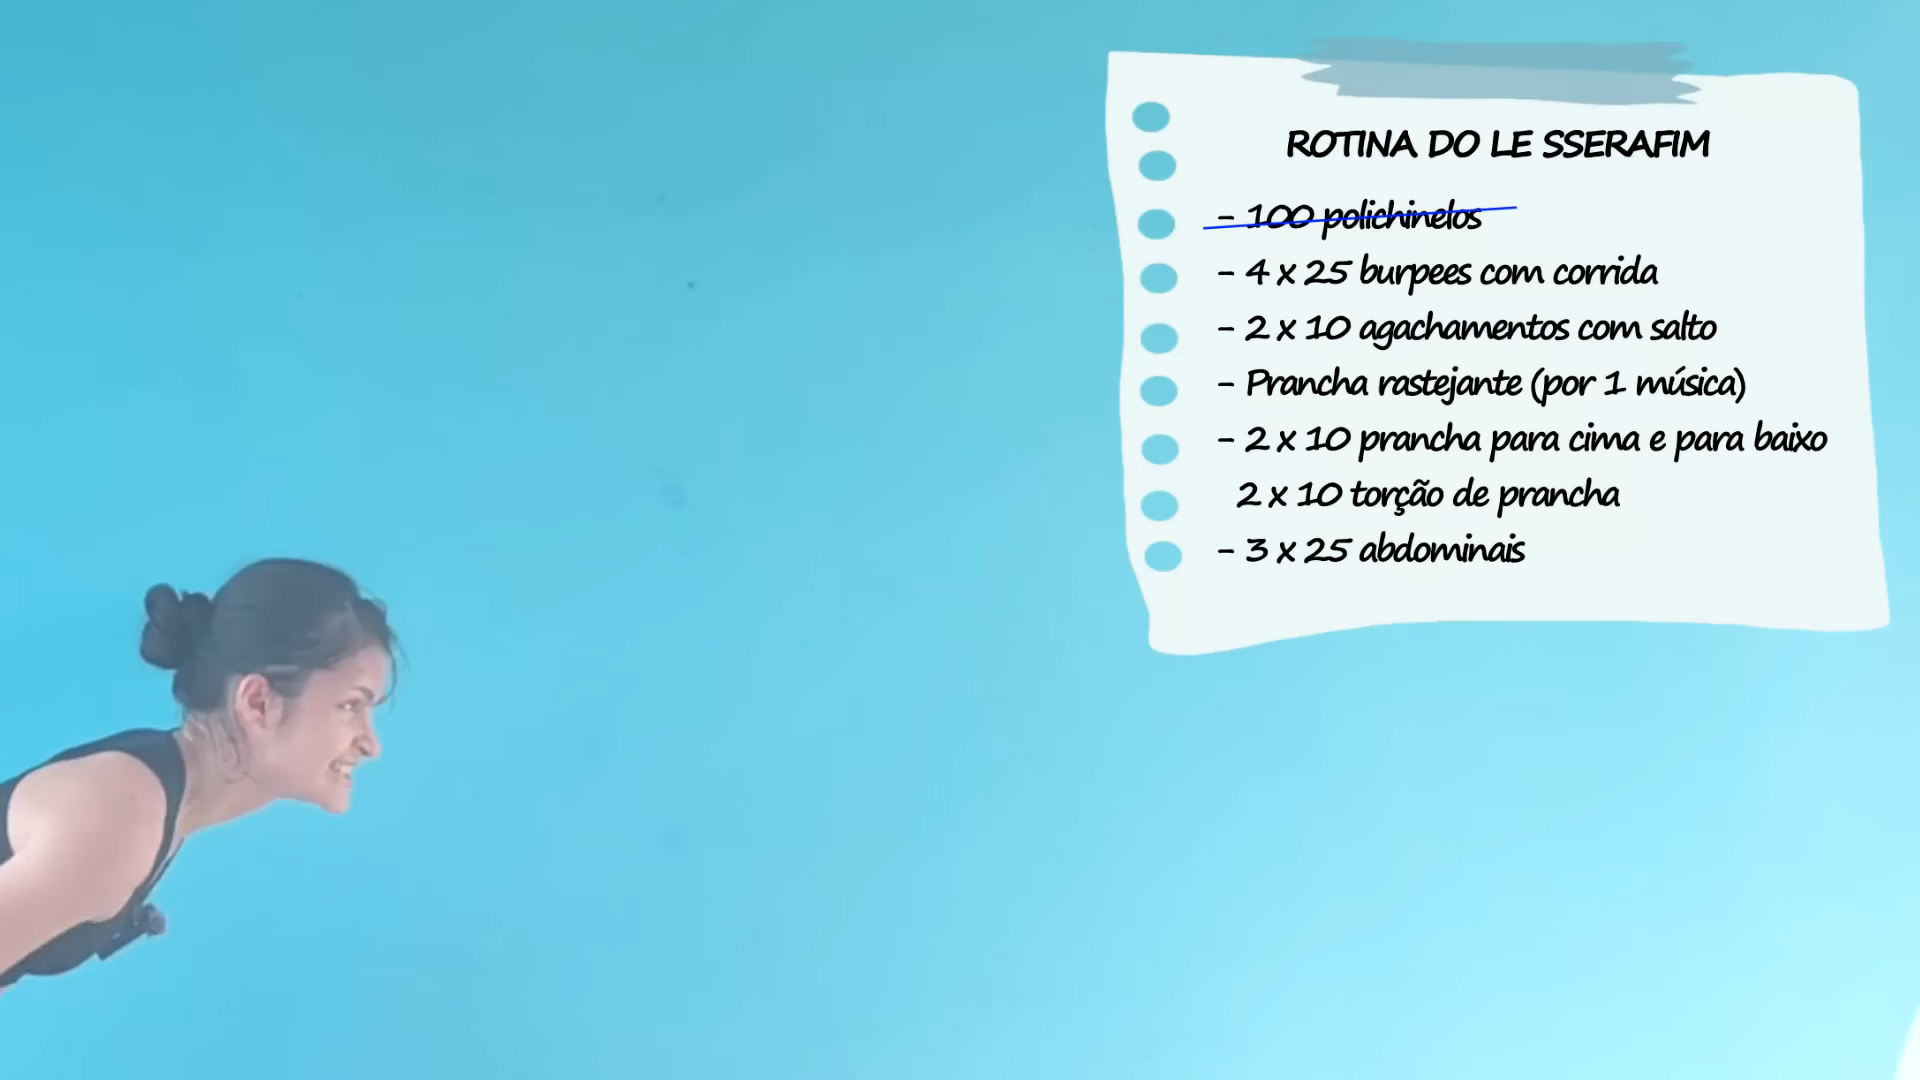 ROTINA DO LE SSERAFIM
- 100 polichinelos
- 4 x 25 burpees com corrida
- 2 x 10 agachamentos com salto
- Prancha rastejante (por 1 música)
- 2 x 10 prancha para cima e para baixo
2 x 10 torção de prancha
- 3 x 25 abdominais